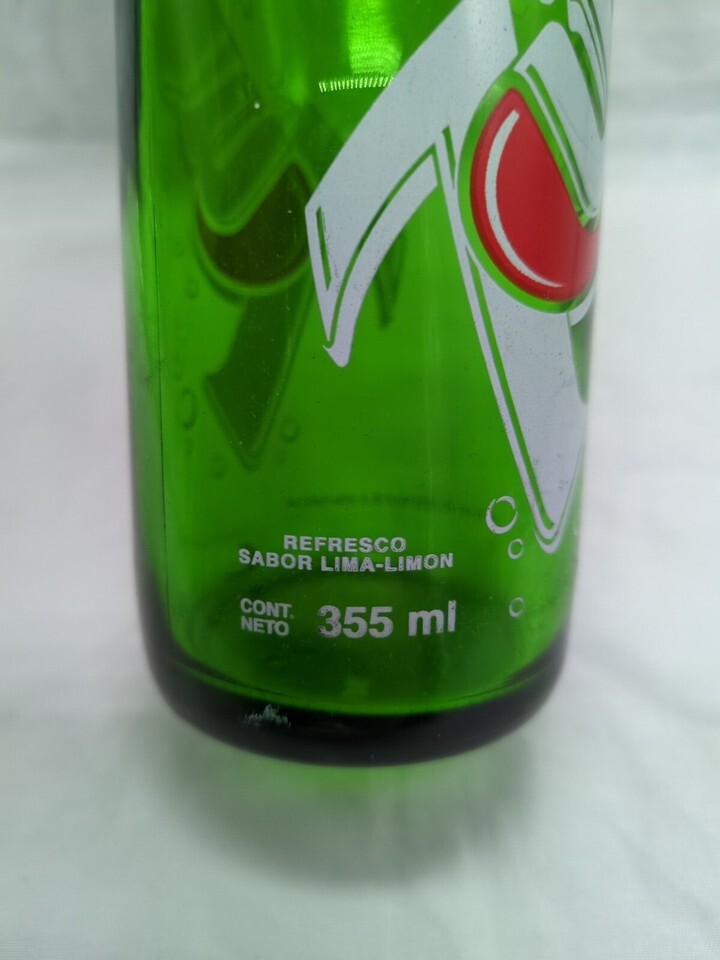 REFRESCO
SABOR LIMA-LIMON
CONT. NETO 355 ml